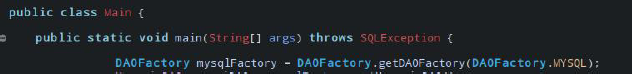 public class Main {
public static void main(String[] args) throws SQLException {
DAOFactory mysqlFactory = DAOFactory.getDAOFactory(DAOFactory.MYSQL);